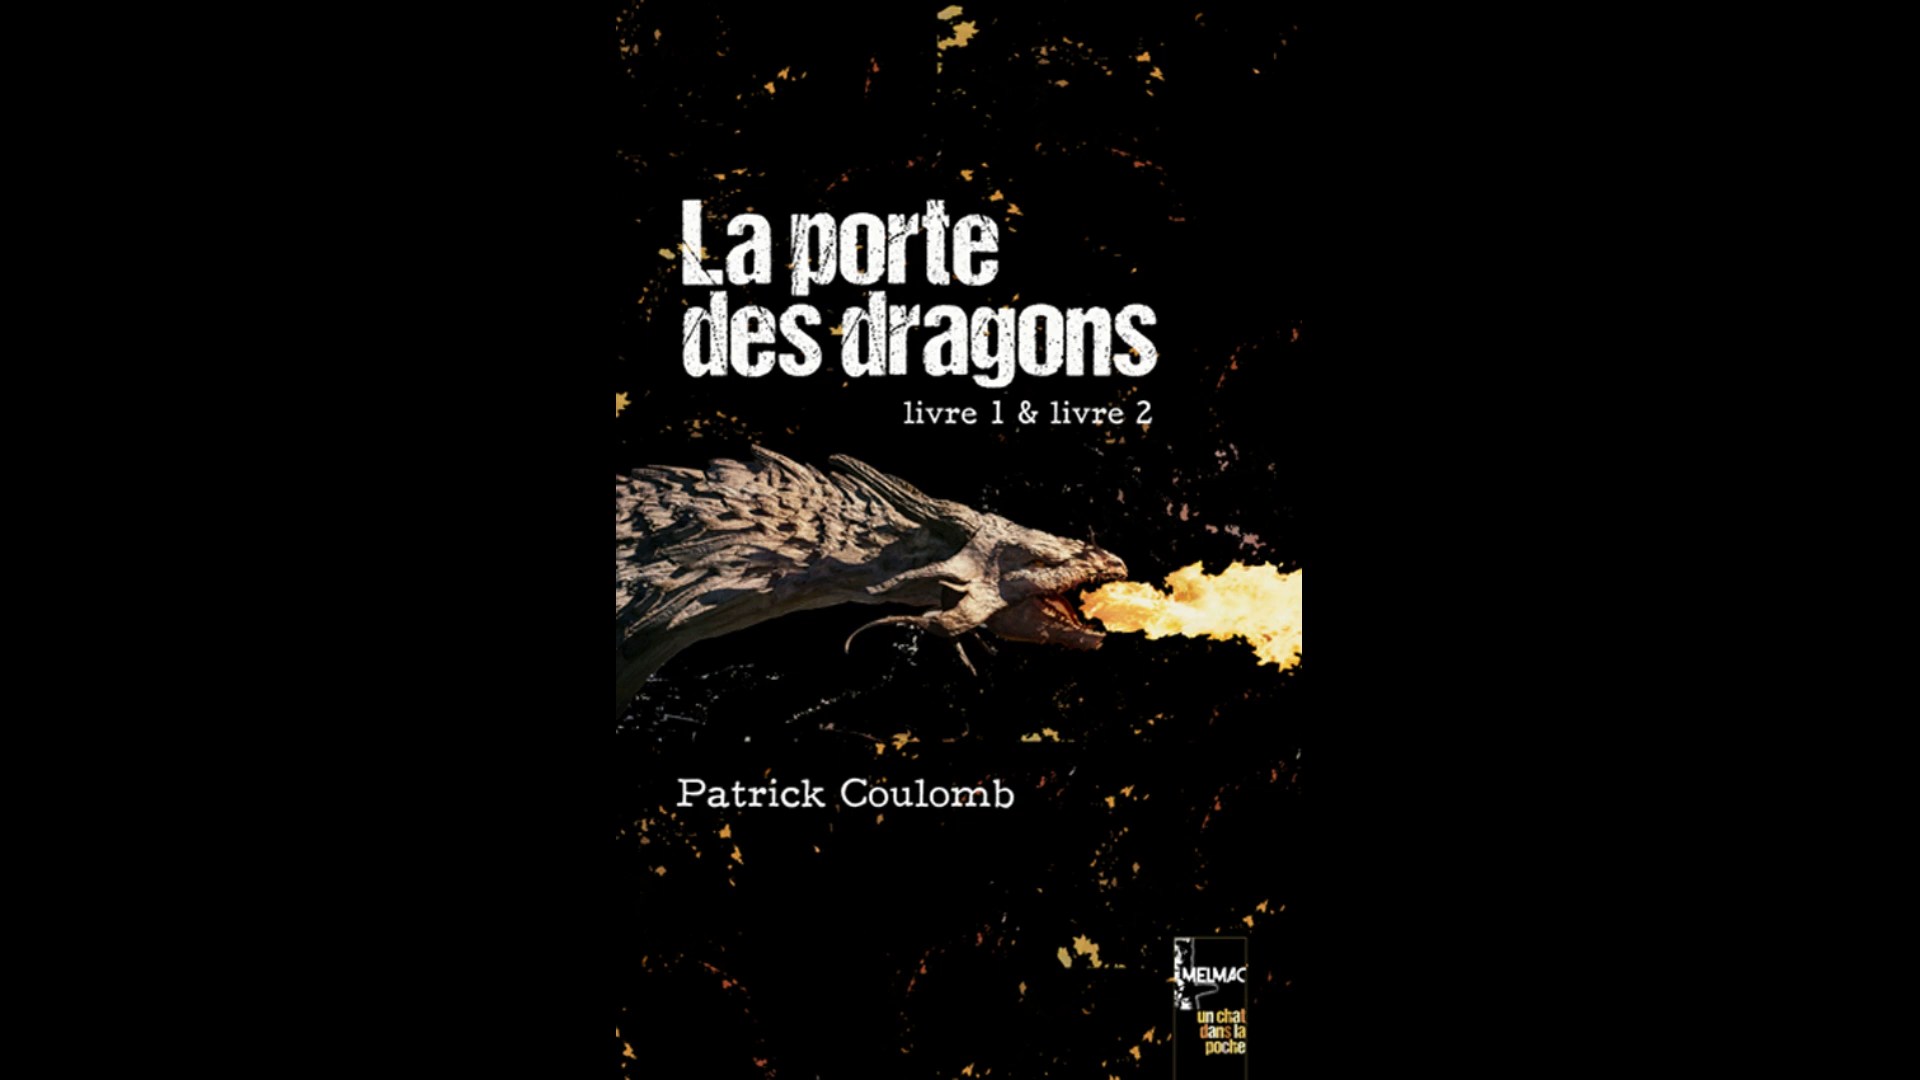 La porte
des dragons
livre 1 & livre 2
Patrick Coulomb
MELMAC
un chat
dans la
poche